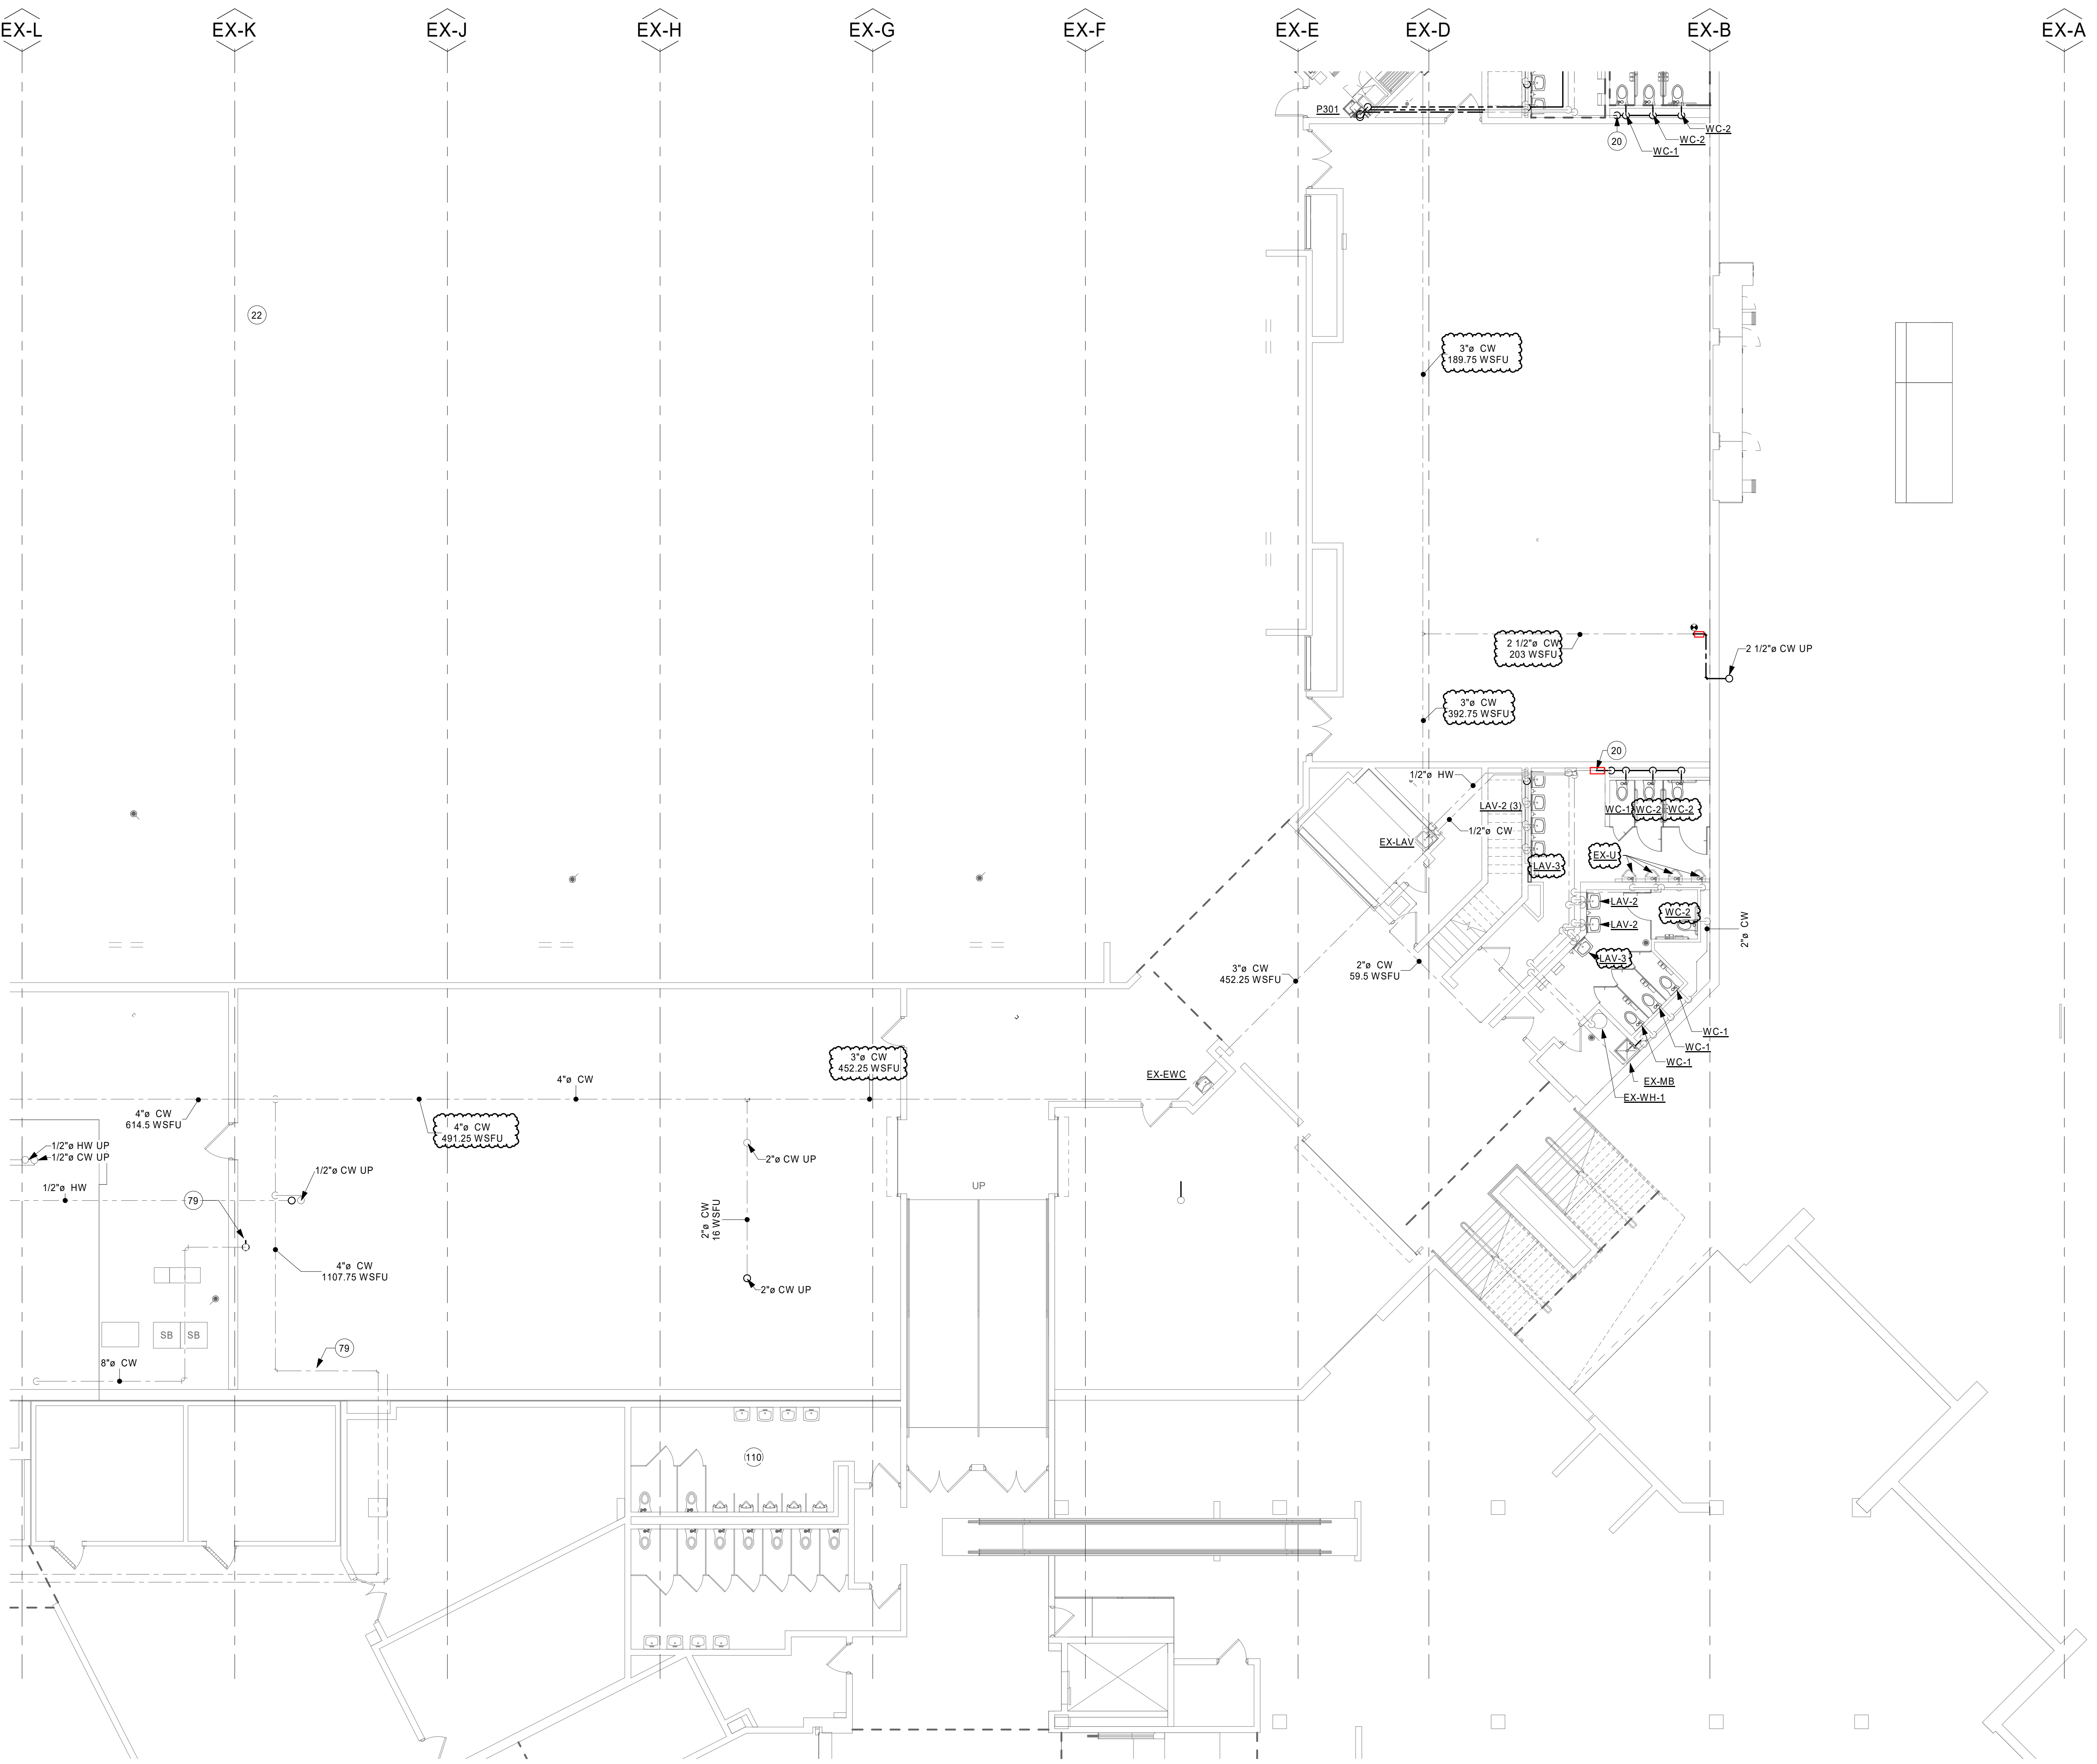 EX-L
EX-K
EX-J
EX-H
EX-G
EX-F
EX-E
EX-D
EX-B
EX-A
P301
20
WC-1
WC-2
WC-2
22
3"ø CW
189.75 WSFU
2 1/2"ø CW
203 WSFU
2 1/2"ø CW UP
3"ø CW
392.75 WSFU
20
1/2"ø HW
LAV-2 (3)
1/2"ø CW
EX-LAV
WC-1
WC-2
WC-2
EX-U
LAV-3
LAV-2
LAV-2
WC-2
2"ø CW
LAV-3
3"ø CW
452.25 WSFU
2"ø CW
59.5 WSFU
WC-1
WC-1
WC-1
EX-MB
EX-WH-1
EX-EWC
3"ø CW
452.25 WSFU
4"ø CW
4"ø CW
614.5 WSFU
4"ø CW
491.25 WSFU
1/2"ø HW UP
1/2"ø CW UP
1/2"ø HW
1/2"ø CW UP
79
2"ø CW UP
2"ø CW
16 WSFU
UP
4"ø CW
1107.75 WSFU
2"ø CW UP
SB
SB
79
8"ø CW
110